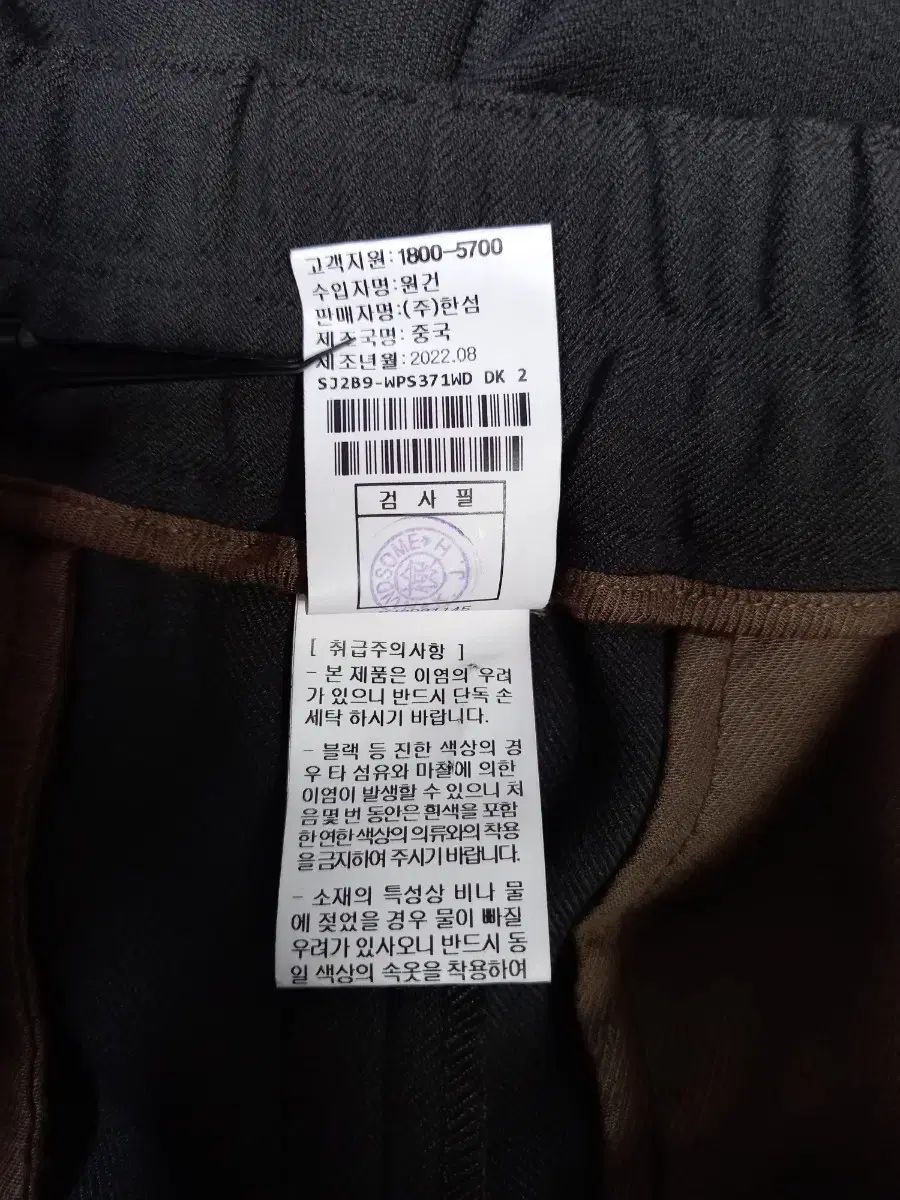 고객지원:1800-5700
수입자명:원건
판매자명:(주)한섬
제조국명: 중국
제조년월:2022.08
SJ2B9-WPS371WD DK 2
검 사 필
HANDSOME
[ 취급주의사항 ]
- 본 제품은 이염의 우려
가 있으니 반드시 단독 손
세탁 하시기 바랍니다.
- 블랙 등 진한 색상의 경
우 타 섬유와 마찰에 의한
이염이 발생할 수 있으니 처
음 몇 번 동안은 흰색을 포함
한 연한 색상의 의류와의 착용
을 금지하여 주시기 바랍니다.
- 소재의 특성상 비나 물
에 젖었을 경우 물이 빠질
우려가 있사오니 반드시 동
일 색상의 속옷을 착용하여